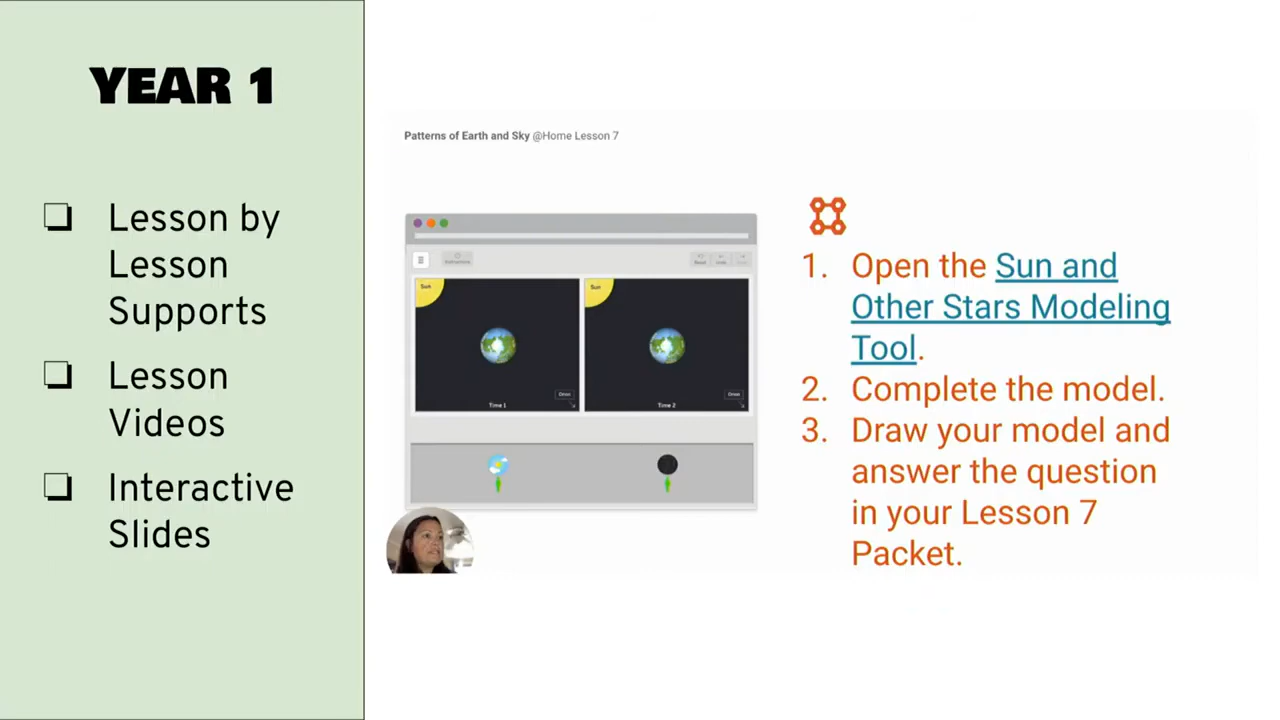 YEAR 1
Lesson by
Lesson
Supports
Lesson
Videos
Interactive
Slides
Patterns of Earth and Sky @Home Lesson 7
Instructions
Sun
Sun
Time 1
Time 2
1. Open the Sun and
Other Stars Modeling
Tool.
2. Complete the model.
3. Draw your model and
answer the question
in your Lesson 7
Packet.